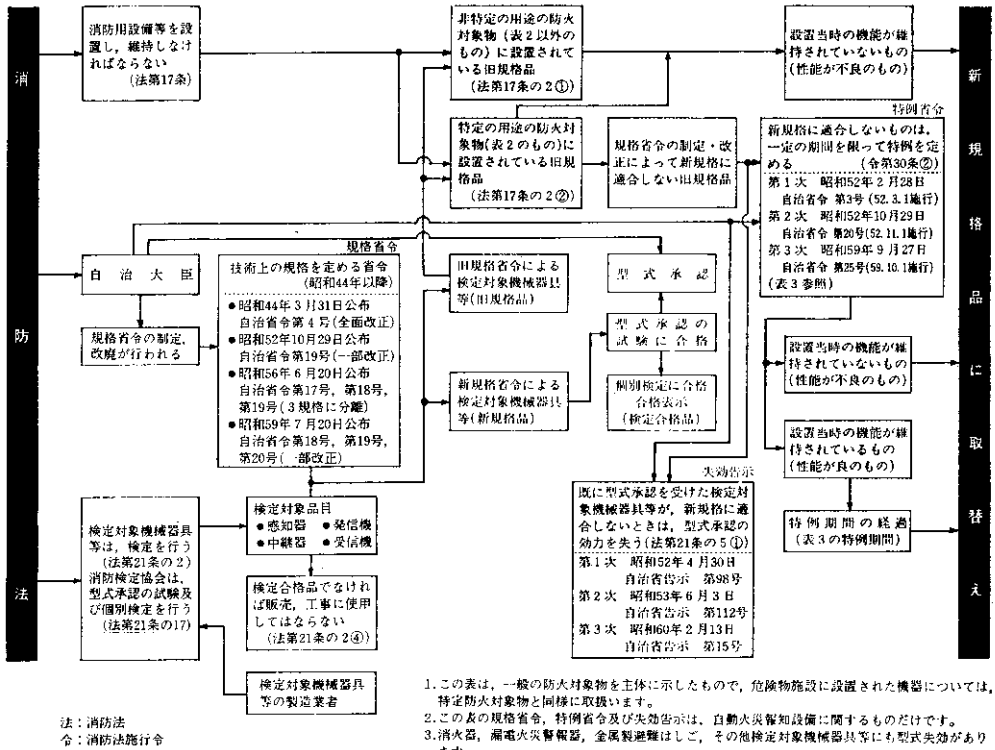 消防法
消防用設備等を設
置し，維持しなけ
ればならない
(法第17条)
非特定の用途の防火
対象物（表2以外の
もの）に設置されて
いる旧規格品
(法第17条の2①)
設置当時の機能が維
持されていないもの
(性能が不良のもの)
新規格品に取替え
特定の用途の防火対
象物(表2のもの)に
設置されている旧規
格品
(法第17条の2②)
規格省令の制定・改
正によって新規格に
適合しない旧規格品
特例省令
新規格に適合しないものは，
一定の期間を限って特例を定
める (令第30条②)
第1次 昭和52年2月28日
自治省令 第3号(52.3.1施行)
第2次 昭和52年10月29日
自治省令 第20号(52.11.1施行)
第3次 昭和59年9月27日
自治省令 第25号(59.10.1施行)
(表3参照)
自治大臣
規格省令の制定，
改廃が行われる
規格省令
技術上の規格を定める省令
(昭和44年以降)
●昭和44年3月31日公布
自治省令第4号(全面改正)
●昭和52年10月29日公布
自治省令第19号(一部改正)
●昭和56年6月20日公布
自治省令第17号，第18号，
第19号(3規格に分離)
●昭和59年7月20日公布
自治省令第18号，第19号，
第20号(一部改正)
旧規格省令による
検定対象機械器具
等(旧規格品)
型式承認
型式承認の
試験に合格
新規格省令による
検定対象機械器具
等(新規格品)
個別検定に合格
合格表示
(検定合格品)
設置当時の機能が維
持されていないもの
(性能が不良のもの)
設置当時の機能が維
持されているもの
(性能が良のもの)
特例期間の経過
(表3の特例期間)
失効告示
既に型式承認を受けた検定対
象機械器具等が，新規格に適
合しないときは，型式承認の
効力を失う(法第21条の5①)
第1次 昭和52年4月30日
自治省告示 第98号
第2次 昭和53年6月3日
自治省告示 第112号
第3次 昭和60年2月13日
自治省告示 第15号
検定対象機械器具
等は，検定を行う
(法第21条の2)
消防検定協会は，
型式承認の試験及
び個別検定を行う
(法第21条の17)
検定対象品目
●感知器 ●発信機
●中継器 ●受信機
検定合格品でなけれ
ば販売，工事に使用
してはならない
(法第21条の2④)
検定対象機械器具
等の製造業者
法：消防法
令：消防法施行令
1.この表は，一般の防火対象物を主体に示したもので，危険物施設に設置された機器については，
特定防火対象物と同様に取扱います。
2.この表の規格省令，特例省令及び失効告示は，自動火災報知設備に関するものだけです。
3.消火器，漏電火災警報器，金属製避難はしご，その他検定対象機械器具等にも型式失効があり
ます。